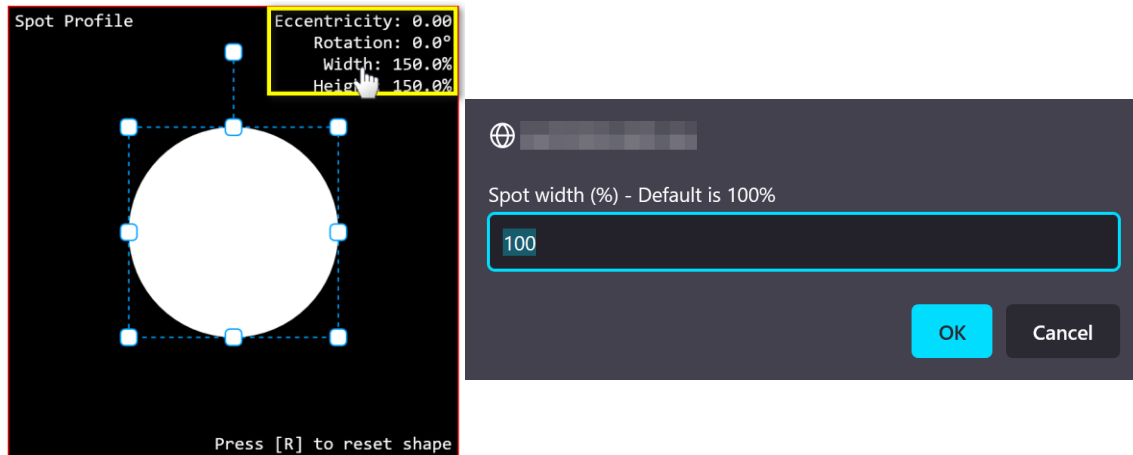 Spot Profile
Eccentricity: 0.00
Rotation: 0.0°
Width: 150.0%
Height: 150.0%
Press [R] to reset shape
Spot width (%) - Default is 100%
100
OK
Cancel